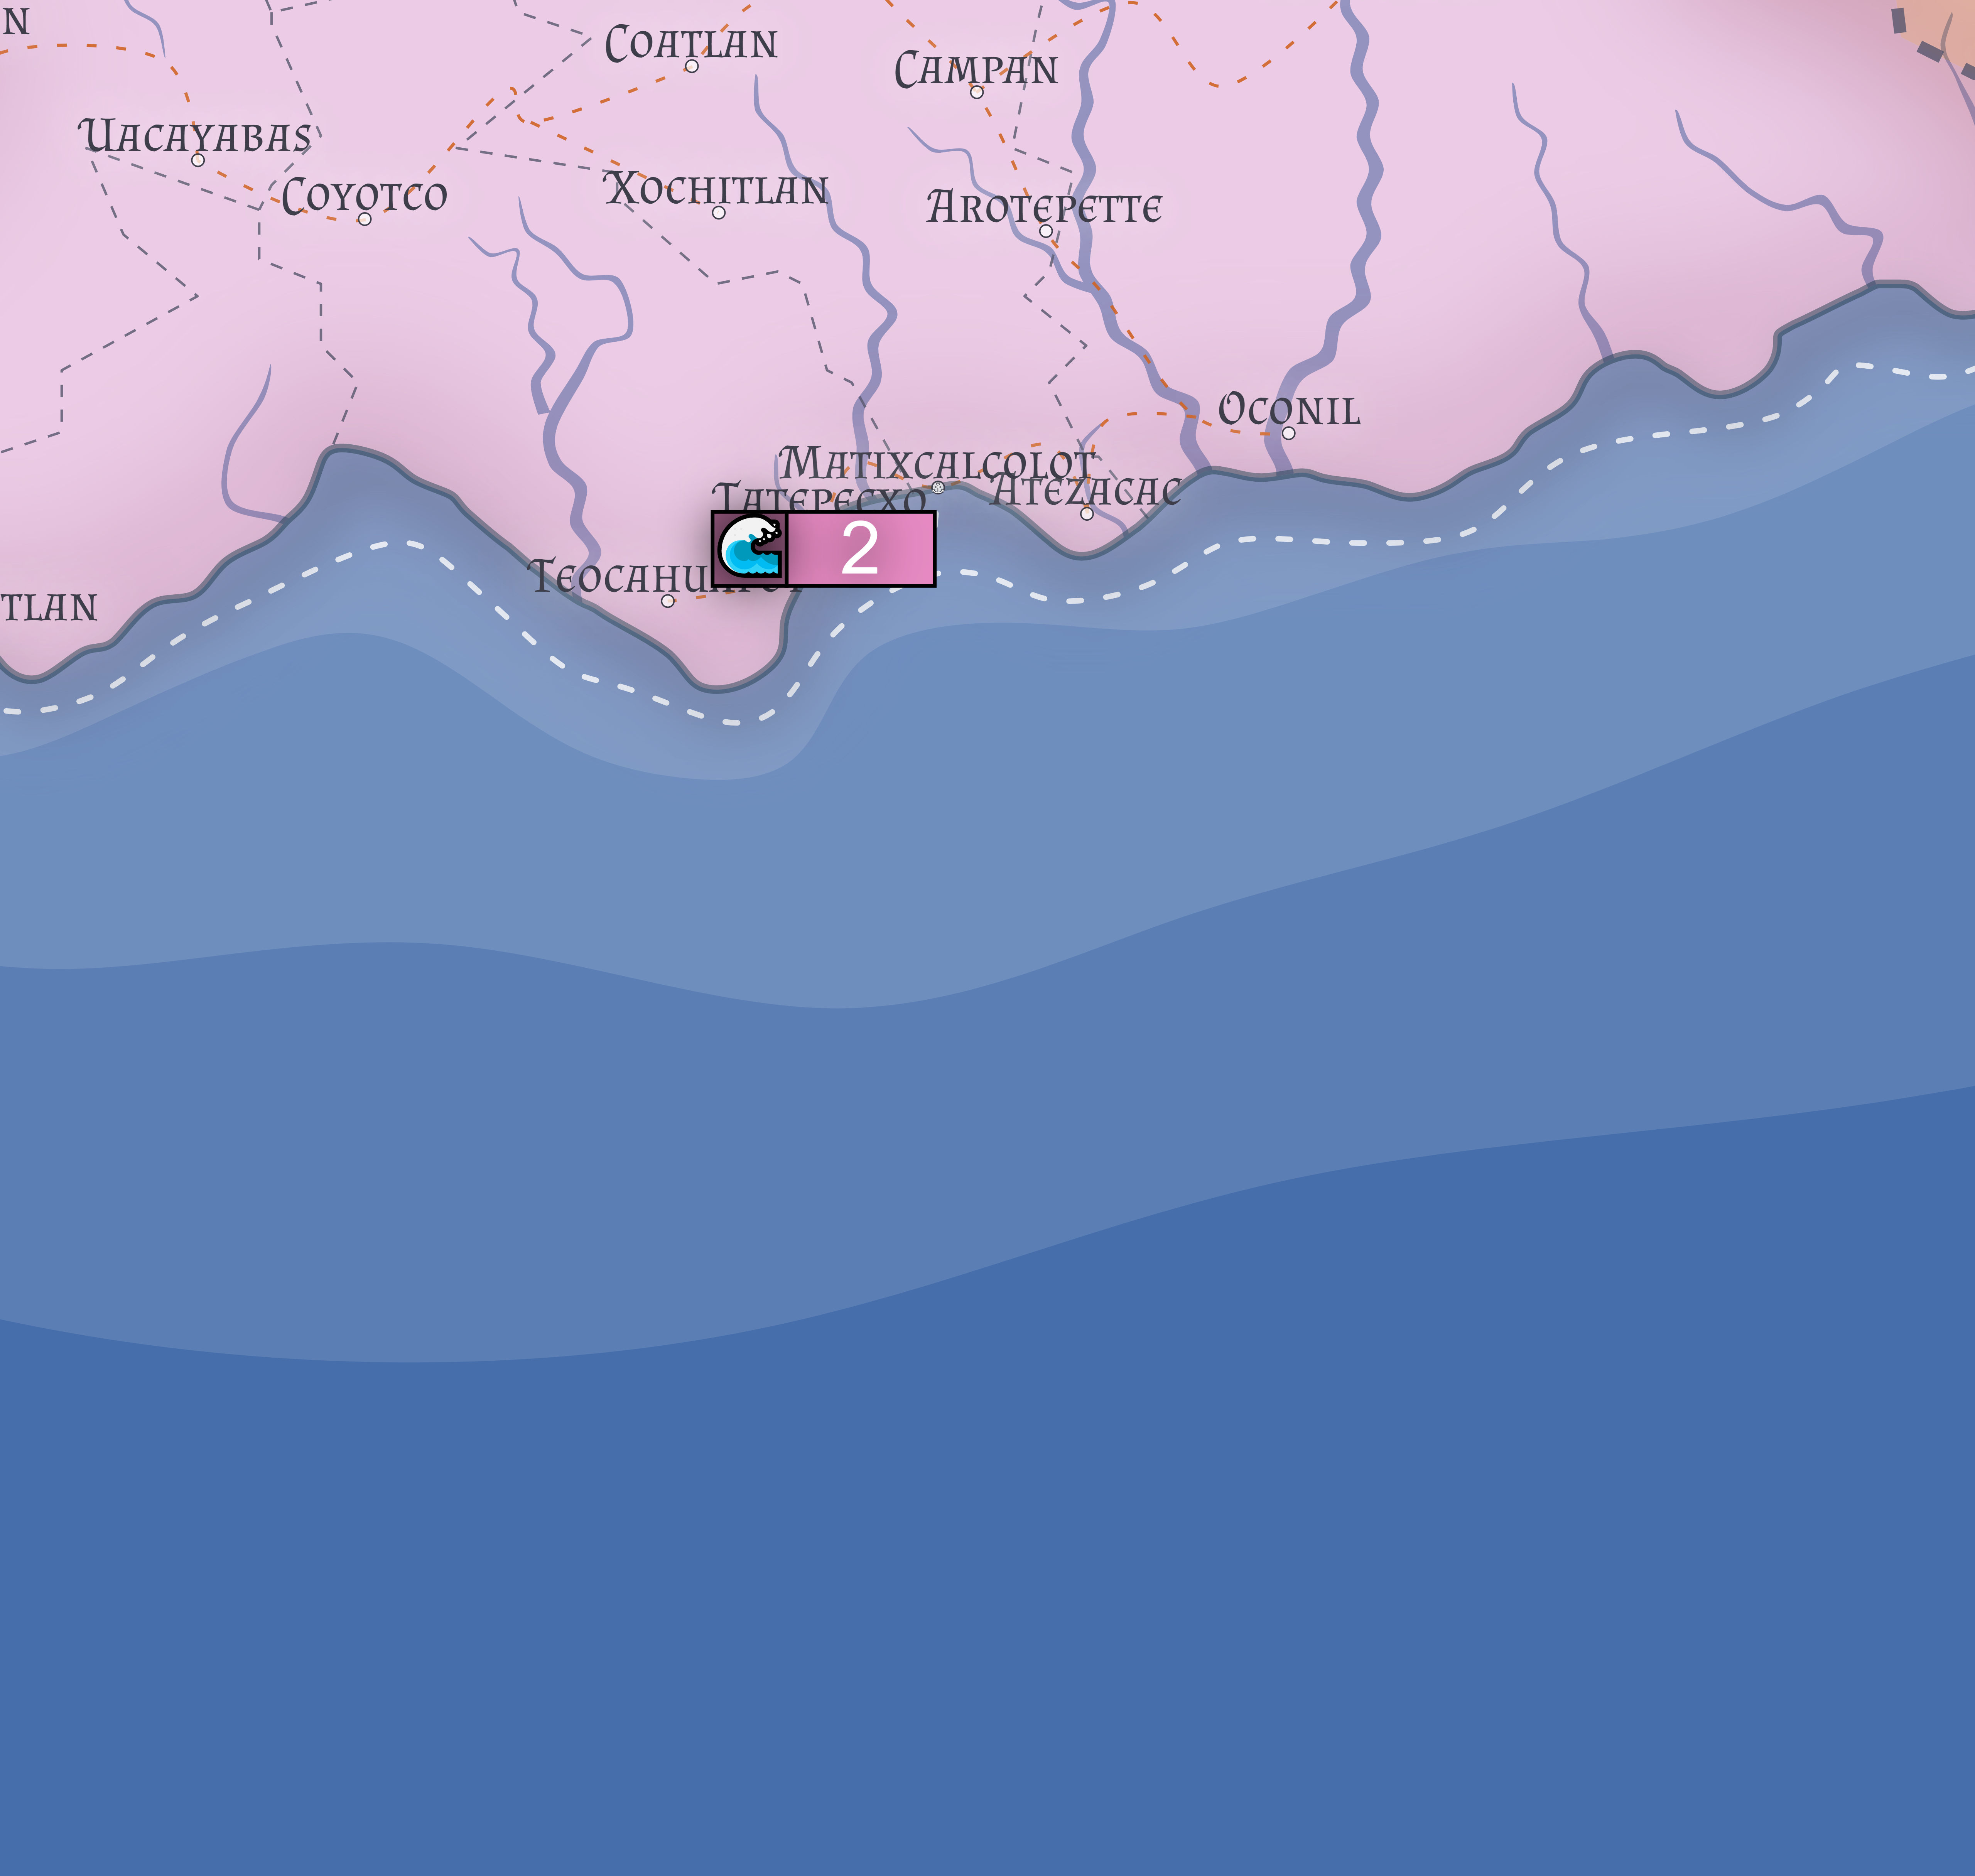 N
Coatlan
Campan
Uacayabas
Coyotco
Xochitlan
Arotepette
Oconil
Matixcalcolot
Atezacac
Tatepecxo
2
tlan